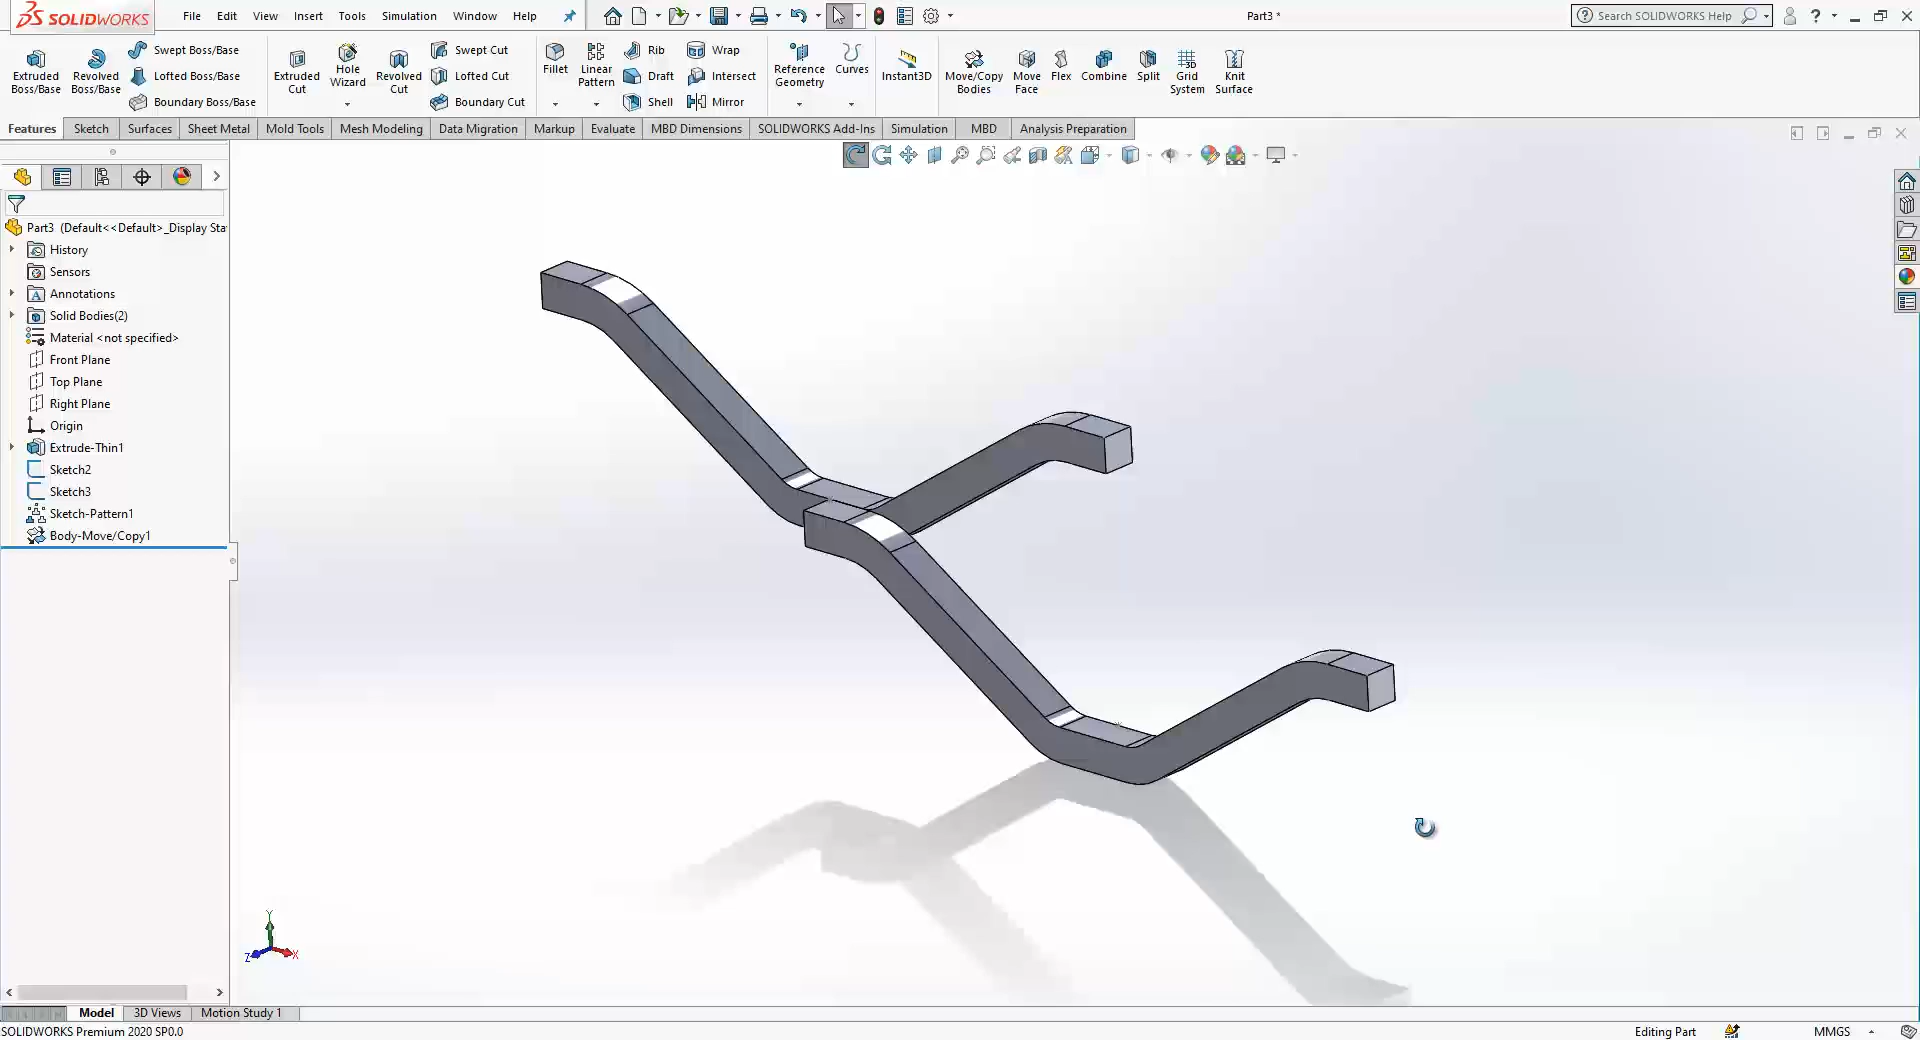 SOLIDWORKS File Edit View Insert Tools Simulation Window Help Part3 * Search SOLIDWORKS Help ?
Extruded Boss/Base
Revolved Boss/Base
Swept Boss/Base
Lofted Boss/Base
Boundary Boss/Base
Extruded Cut
Hole Wizard
Revolved Cut
Swept Cut
Lofted Cut
Boundary Cut
Fillet
Linear Pattern
Rib
Draft
Shell
Wrap
Intersect
Mirror
Reference Geometry
Curves
Instant3D
Move/Copy Bodies
Move Face
Flex
Combine
Split
3D
Grid System
Knit Surface
Features Sketch Surfaces Sheet Metal Mold Tools Mesh Modeling Data Migration Markup Evaluate MBD Dimensions SOLIDWORKS Add-Ins Simulation MBD Analysis Preparation
Part3 (Default<<Default>_Display Sta
History
Sensors
A Annotations
Solid Bodies(2)
Material <not specified>
Front Plane
Top Plane
Right Plane
Origin
Extrude-Thin1
Sketch2
Sketch3
Sketch-Pattern1
Body-Move/Copy1
Y
Z X
Model 3D Views Motion Study 1
SOLIDWORKS Premium 2020 SP0.0 Editing Part MMGS